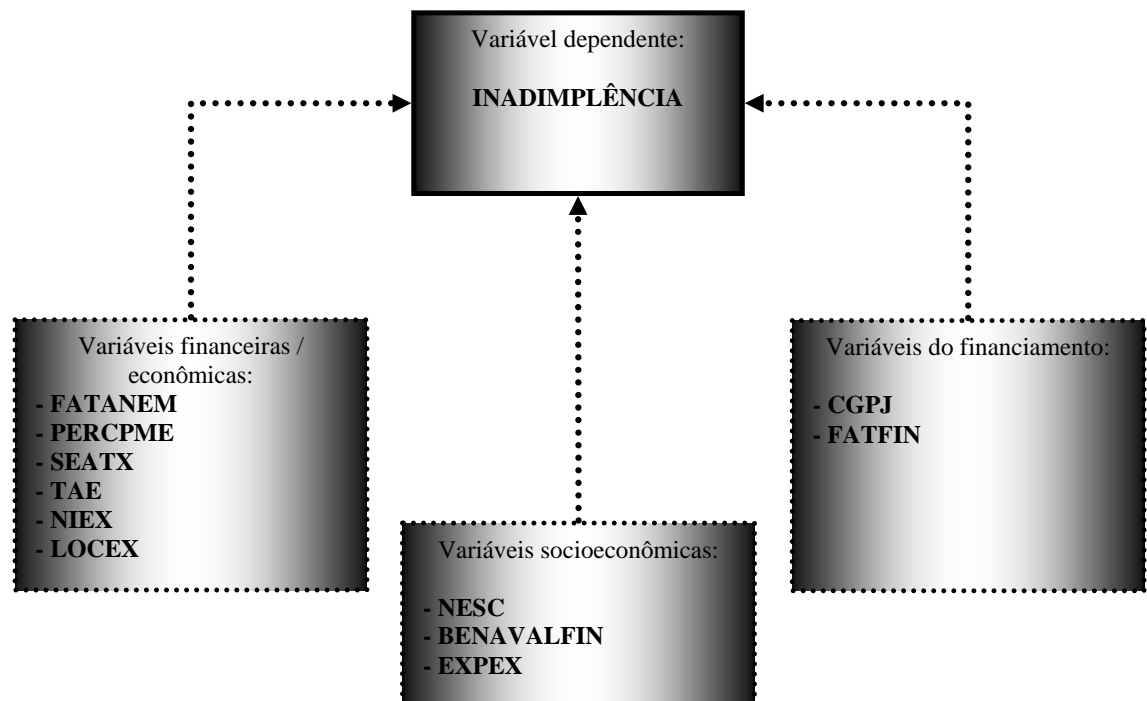 Variável dependente:
INADIMPLÊNCIA
Variáveis financeiras /
econômicas:
- FATANEM
- PERCPME
- SEATX
- TAE
- NIEX
- LOCEX
Variáveis socioeconômicas:
- NESC
- BENAVALFIN
- EXPEX
Variáveis do financiamento:
- CGPJ
- FATFIN